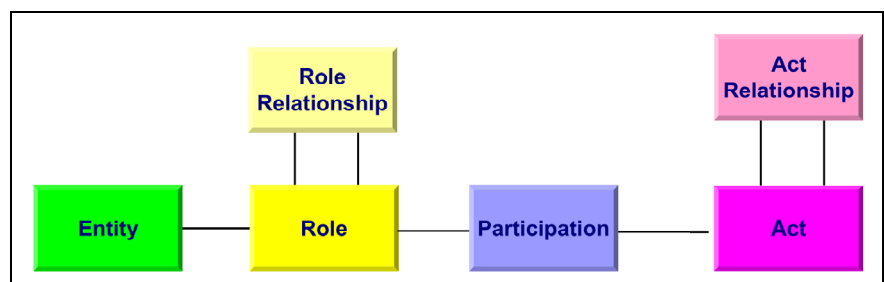 Role
Relationship
Act
Relationship
Entity
Role
Participation
Act